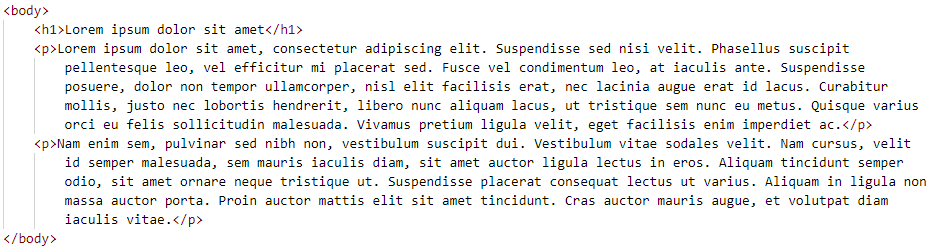 <body>
<h1>Lorem ipsum dolor sit amet</h1>
<p>Lorem ipsum dolor sit amet, consectetur adipiscing elit. Suspendisse sed nisi velit. Phasellus suscipit
pellentesque leo, vel efficitur mi placerat sed. Fusce vel condimentum leo, at iaculis ante. Suspendisse
posuere, dolor non tempor ullamcorper, nisl elit facilisis erat, nec lacinia augue erat id lacus. Curabitur
mollis, justo nec lobortis hendrerit, libero nunc aliquam lacus, ut tristique sem nunc eu metus. Quisque varius
orci eu felis sollicitudin malesuada. Vivamus pretium ligula velit, eget facilisis enim imperdiet ac.</p>
<p>Nam enim sem, pulvinar sed nibh non, vestibulum suscipit dui. Vestibulum vitae sodales velit. Nam cursus, velit
id semper malesuada, sem mauris iaculis diam, sit amet auctor ligula lectus in eros. Aliquam tincidunt semper
odio, sit amet ornare neque tristique ut. Suspendisse placerat consequat lectus ut varius. Aliquam in ligula non
massa auctor porta. Proin auctor mattis elit sit amet tincidunt. Cras auctor mauris augue, et volutpat diam
iaculis vitae.</p>
</body>